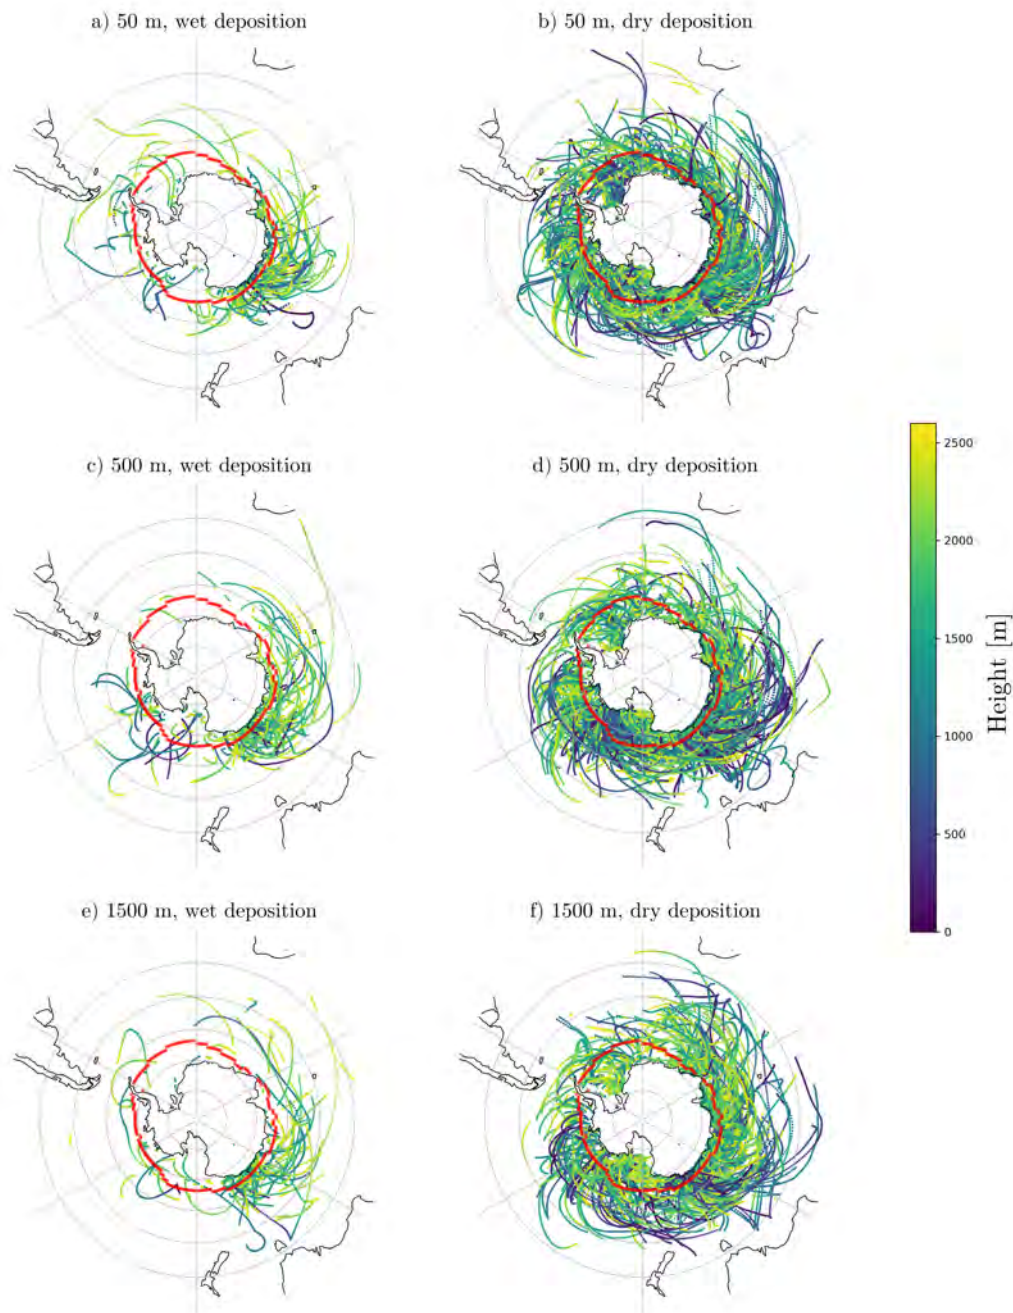 a) 50 m, wet deposition
b) 50 m, dry deposition
c) 500 m, wet deposition
d) 500 m, dry deposition
2500
2000
1500
1000
500
0
Height [m]
e) 1500 m, wet deposition
f) 1500 m, dry deposition